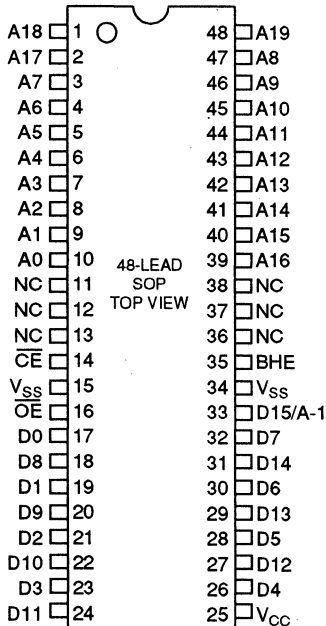 A18 1 48 A19
A17 2 47 A8
A7 3 46 A9
A6 4 45 A10
A5 5 44 A11
A4 6 43 A12
A3 7 42 A13
A2 8 41 A14
A1 9 40 A15
A0 10 39 A16
48-LEAD
SOP
TOP VIEW
NC 11 38 NC
NC 12 37 NC
NC 13 36 NC
C̅E̅ 14 35 BHE
VSS 15 34 VSS
O̅E̅ 16 33 D15/A-1
D0 17 32 D7
D8 18 31 D14
D1 19 30 D6
D9 20 29 D13
D2 21 28 D5
D10 22 27 D12
D3 23 26 D4
D11 24 25 VCC